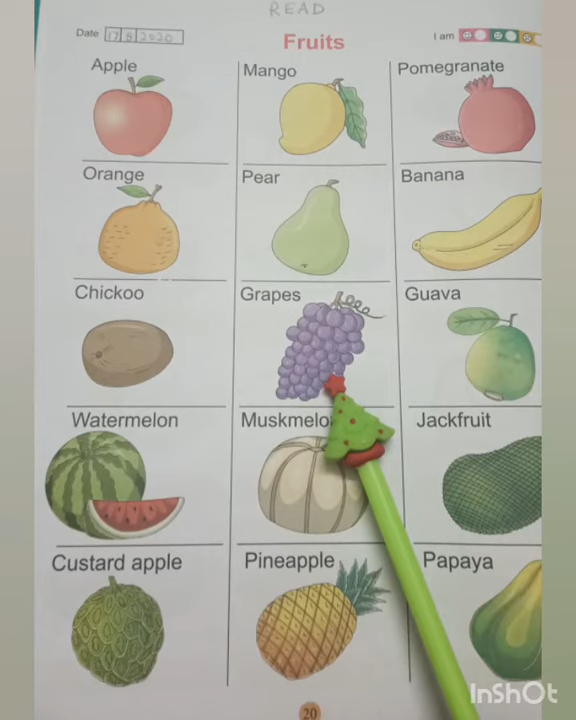 READ
Date 17 8 2020
I am
Fruits
Apple
Mango
Pomegranate
Orange
Pear
Banana
Chickoo
Grapes
Guava
Watermelon
Muskmelo
Jackfruit
Custard apple
Pineapple
Papaya
20
InShOt